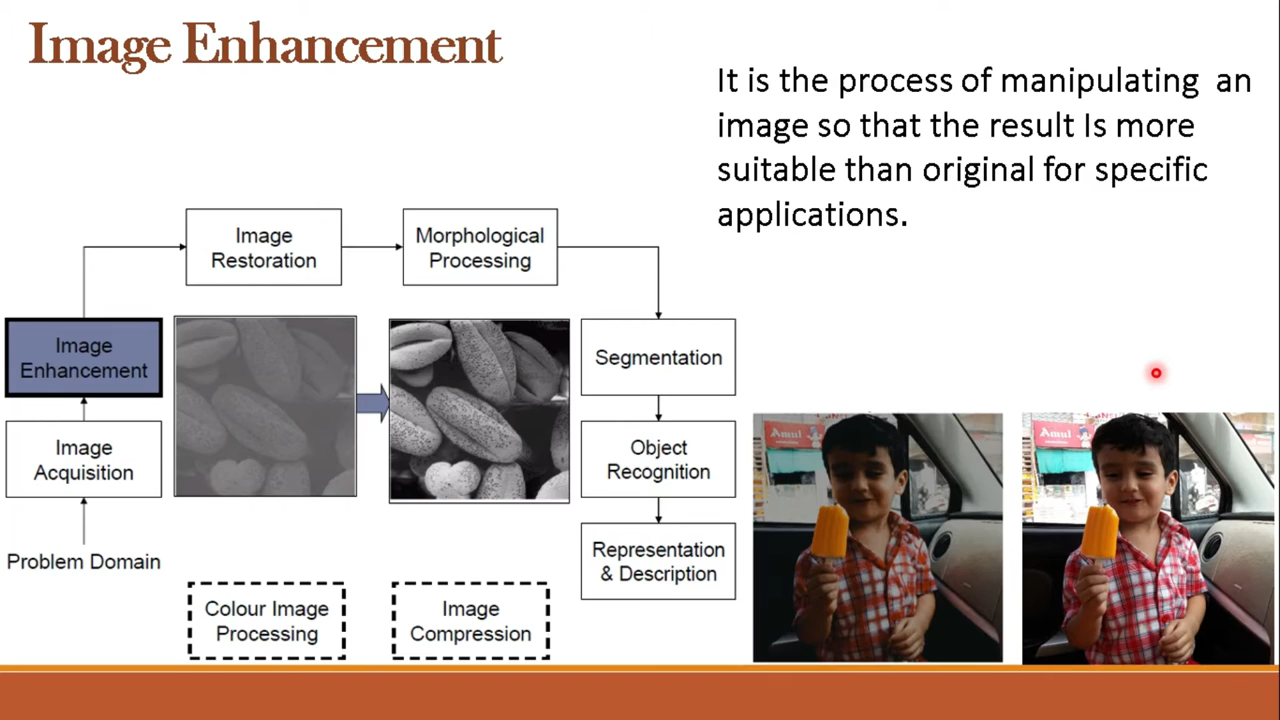 Image Enhancement
It is the process of manipulating an
image so that the result Is more
suitable than original for specific
applications.
Image
Restoration
Morphological
Processing
Image
Enhancement
Segmentation
Image
Acquisition
Object
Recognition
Problem Domain
Representation
& Description
Colour Image
Processing
Image
Compression
Amul
Amul